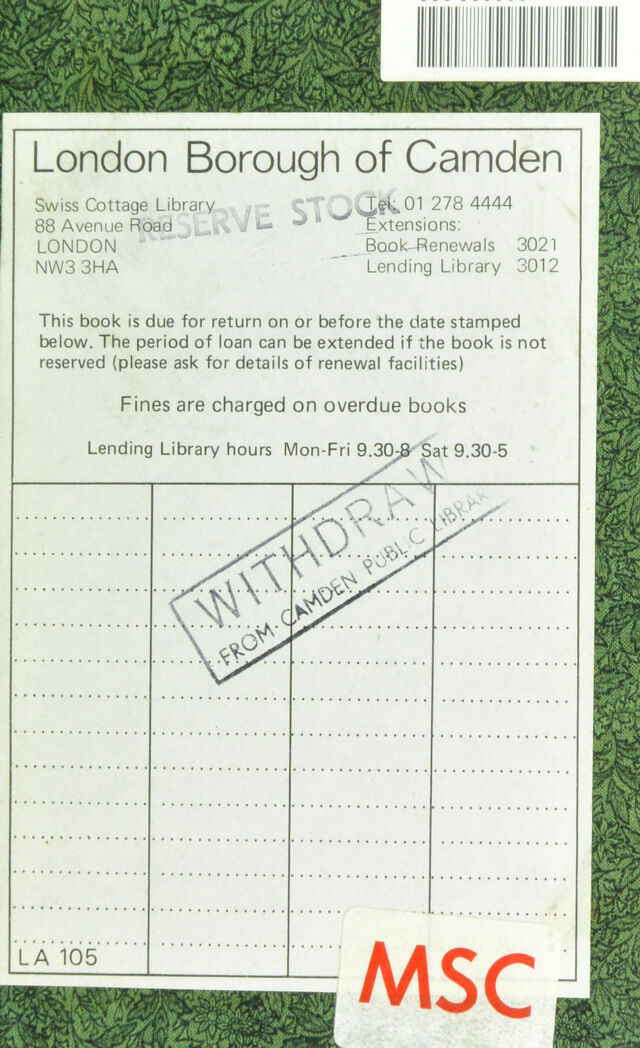 London Borough of Camden
Swiss Cottage Library
88 Avenue Road
LONDON
NW3 3HA
Tel: 01 278 4444
Extensions:
Book Renewals 3021
Lending Library 3012
RESERVE STOCK
This book is due for return on or before the date stamped
below. The period of loan can be extended if the book is not
reserved (please ask for details of renewal facilities)
Fines are charged on overdue books
Lending Library hours Mon-Fri 9.30-8 Sat 9.30-5
WITHDRAW
FROM CAMDEN PUBLIC LIBRAR
LA 105
MSC